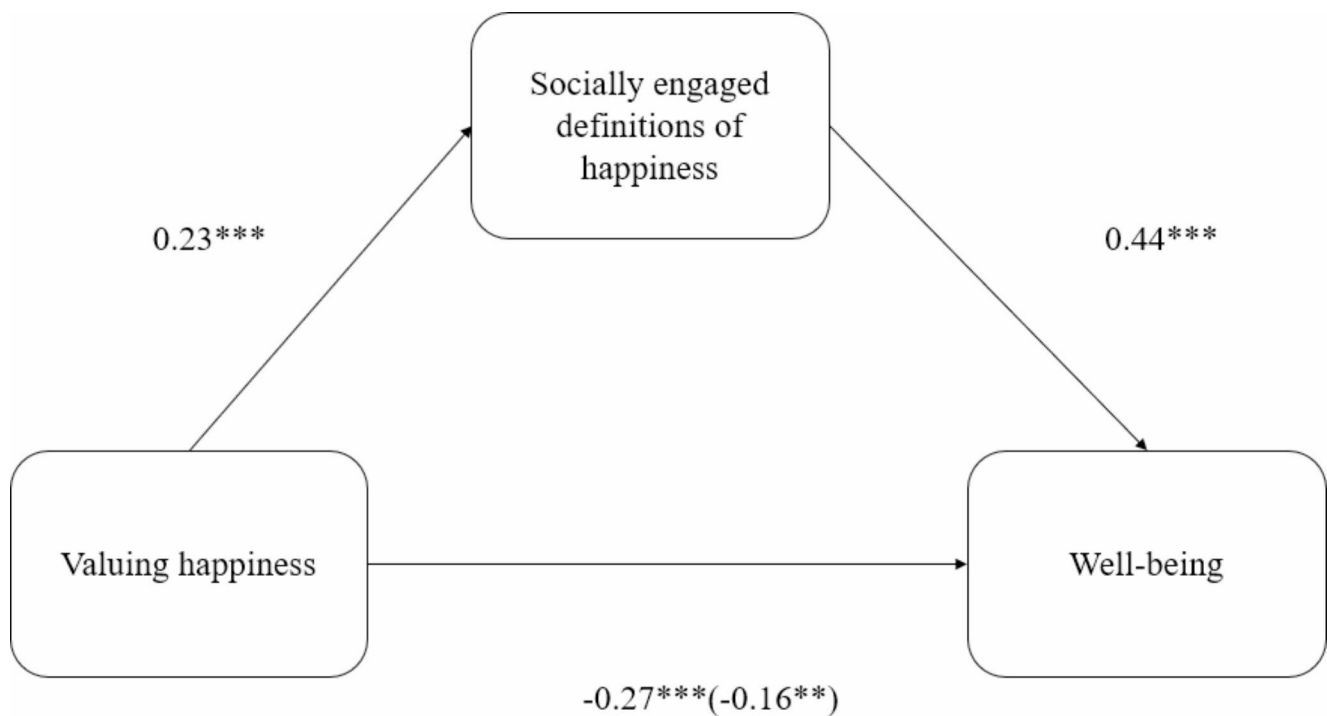 Socially engaged
definitions of
happiness
0.23***
0.44***
Valuing happiness
Well-being
-0.27***(-0.16**)